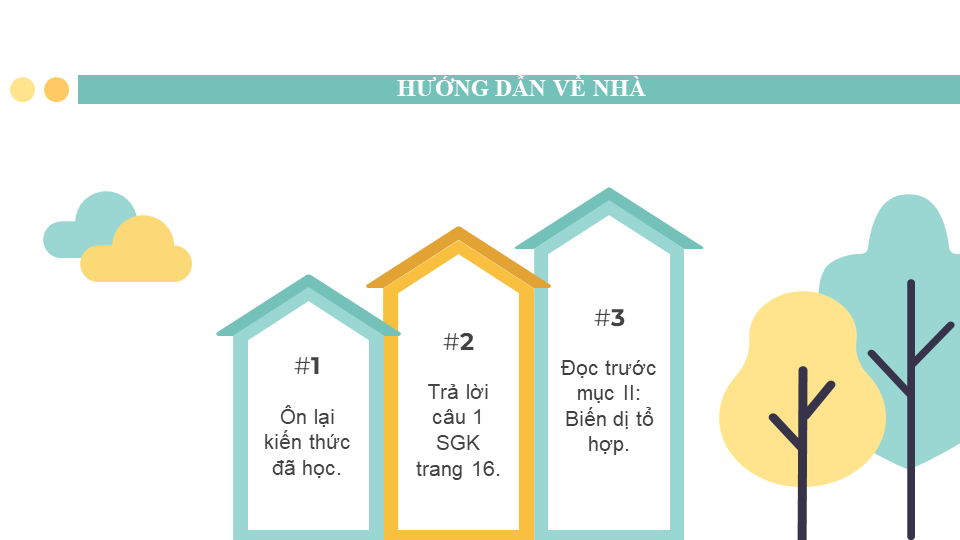 HƯỚNG DẪN VỀ NHÀ
#1
Ôn lại
kiến thức
đã học.
#2
Trả lời
câu 1
SGK
trang 16.
#3
Đọc trước
mục II:
Biến dị tổ
hợp.